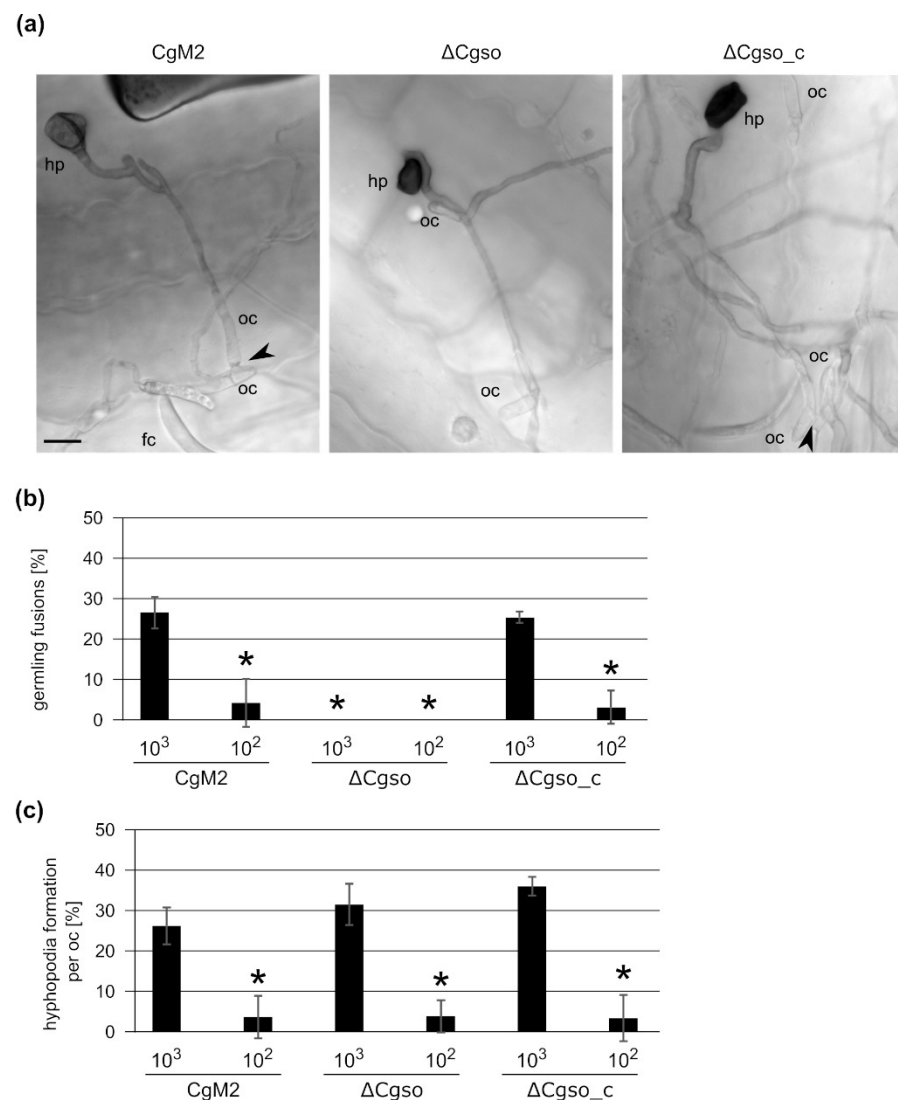 (a)
CgM2 ΔCgso ΔCgso_c
hp
oc
oc
fc
hp
oc
oc
oc
hp
oc
oc
(b)
germling fusions [%]
50
40
30
20
10
0
* * * *
10³ 10² 10³ 10² 10³ 10²
CgM2 ΔCgso ΔCgso_c
(c)
hyphopodia formation
per oc [%]
50
40
30
20
10
0
* * *
10³ 10² 10³ 10² 10³ 10²
CgM2 ΔCgso ΔCgso_c